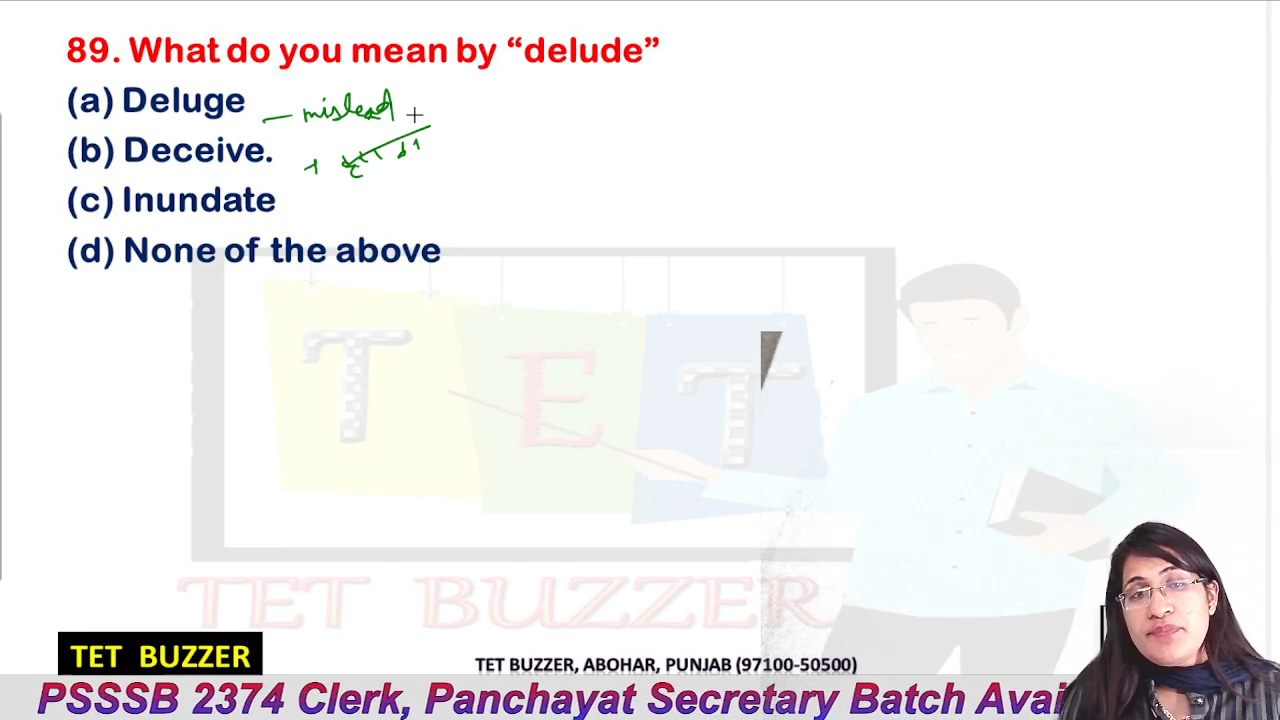 89. What do you mean by “delude”
(a) Deluge
– mislead
(b) Deceive.
(c) Inundate
(d) None of the above
T E T
TET BUZZER
TET BUZZER
TET BUZZER, ABOHAR, PUNJAB (97100-50500)
PSSSB 2374 Clerk, Panchayat Secretary Batch Avai